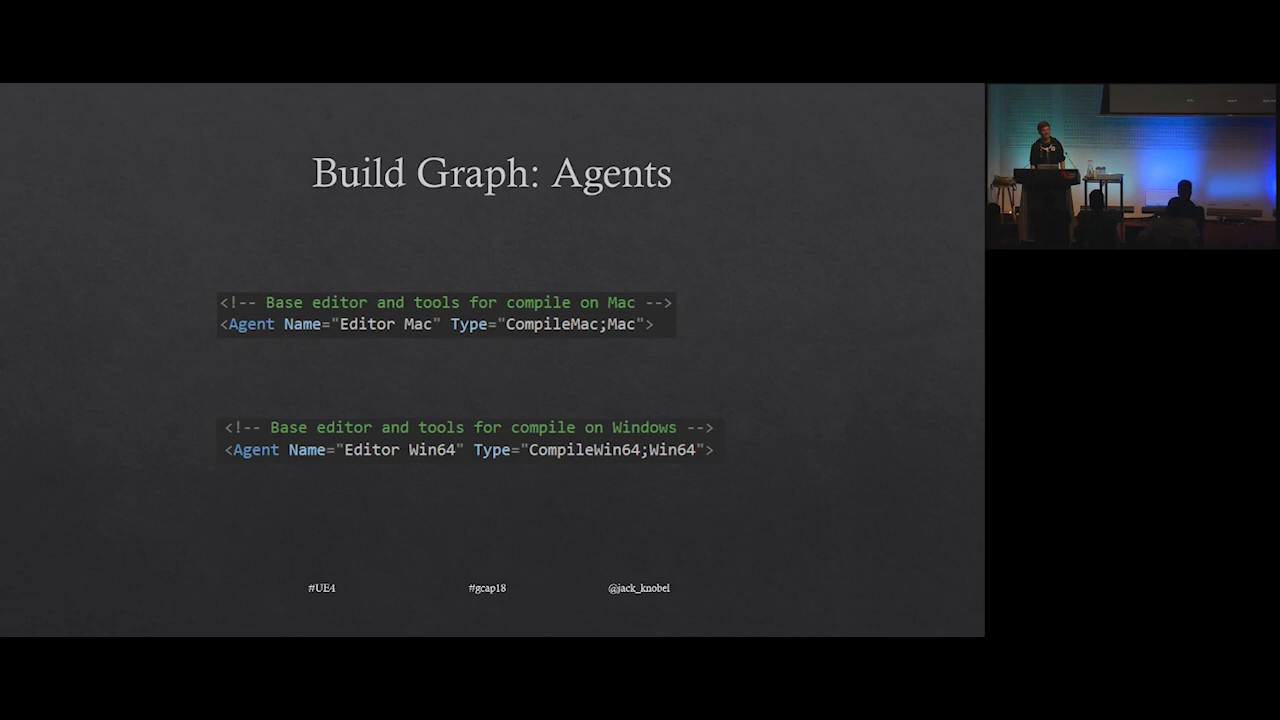 Build Graph: Agents
<!-- Base editor and tools for compile on Mac -->
<Agent Name="Editor Mac" Type="CompileMac;Mac">
<!-- Base editor and tools for compile on Windows -->
<Agent Name="Editor Win64" Type="CompileWin64;Win64">
#UE4
#gcap18
@jack_knobel